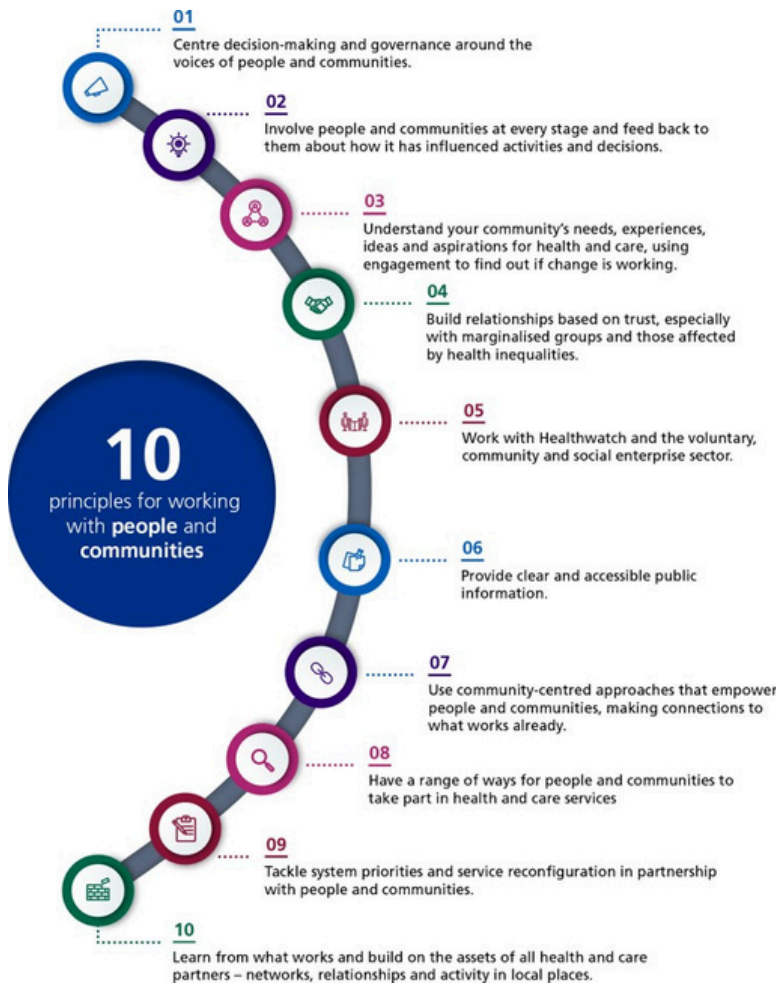 01
Centre decision-making and governance around the
voices of people and communities.
02
Involve people and communities at every stage and feed back to
them about how it has influenced activities and decisions.
03
Understand your community's needs, experiences,
ideas and aspirations for health and care, using
engagement to find out if change is working.
04
Build relationships based on trust, especially
with marginalised groups and those affected
by health inequalities.
10
principles for working
with people and
communities
05
Work with Healthwatch and the voluntary,
community and social enterprise sector.
06
Provide clear and accessible public
information.
07
Use community-centred approaches that empower
people and communities, making connections to
what works already.
08
Have a range of ways for people and communities to
take part in health and care services
09
Tackle system priorities and service reconfiguration in partnership
with people and communities.
10
Learn from what works and build on the assets of all health and care
partners – networks, relationships and activity in local places.